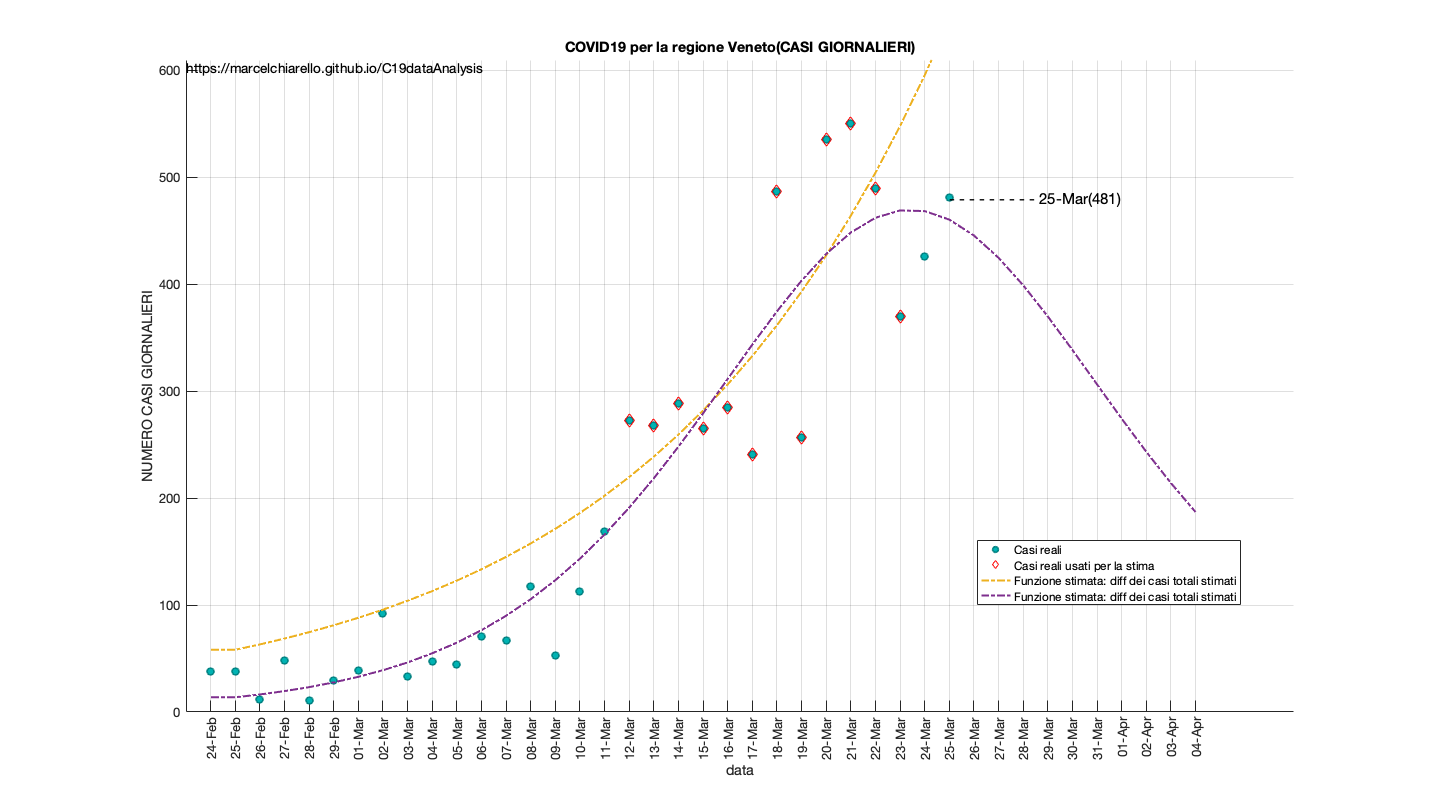 COVID19 per la regione Veneto(CASI GIORNALIERI)
https://marcelchiarello.github.io/C19dataAnalysis
600
500
400
300
200
100
0
NUMERO CASI GIORNALIERI
25-Mar(481)
Casi reali
Casi reali usati per la stima
Funzione stimata: diff dei casi totali stimati
Funzione stimata: diff dei casi totali stimati
24-Feb
25-Feb
26-Feb
27-Feb
28-Feb
29-Feb
01-Mar
02-Mar
03-Mar
04-Mar
05-Mar
06-Mar
07-Mar
08-Mar
09-Mar
10-Mar
11-Mar
12-Mar
13-Mar
14-Mar
15-Mar
16-Mar
17-Mar
18-Mar
19-Mar
20-Mar
21-Mar
22-Mar
23-Mar
24-Mar
25-Mar
26-Mar
27-Mar
28-Mar
29-Mar
30-Mar
31-Mar
01-Apr
02-Apr
03-Apr
04-Apr
data